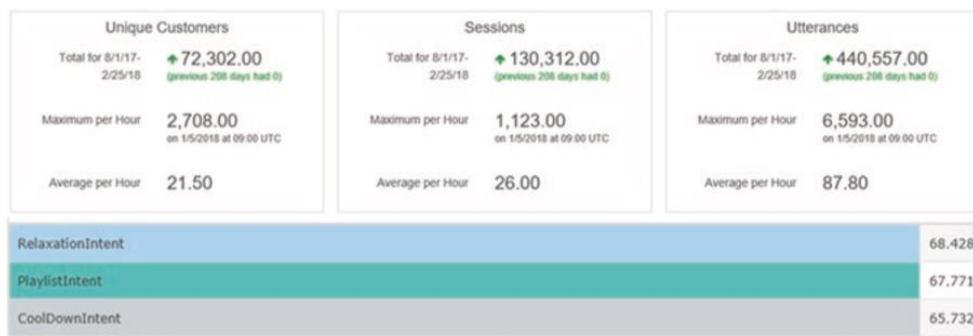 Unique Customers
Total for 8/1/17-
2/25/18
72,302.00
(previous 208 days had 0)
Maximum per Hour
2,708.00
on 1/5/2018 at 09:00 UTC
Average per Hour
21.50
Sessions
Total for 8/1/17-
2/25/18
130,312.00
(previous 208 days had 0)
Maximum per Hour
1,123.00
on 1/5/2018 at 09:00 UTC
Average per Hour
26.00
Utterances
Total for 8/1/17-
2/25/18
440,557.00
(previous 208 days had 0)
Maximum per Hour
6,593.00
on 1/5/2018 at 09:00 UTC
Average per Hour
87.80
RelaxationIntent 68.428
PlaylistIntent 67.771
CoolDownIntent 65.732